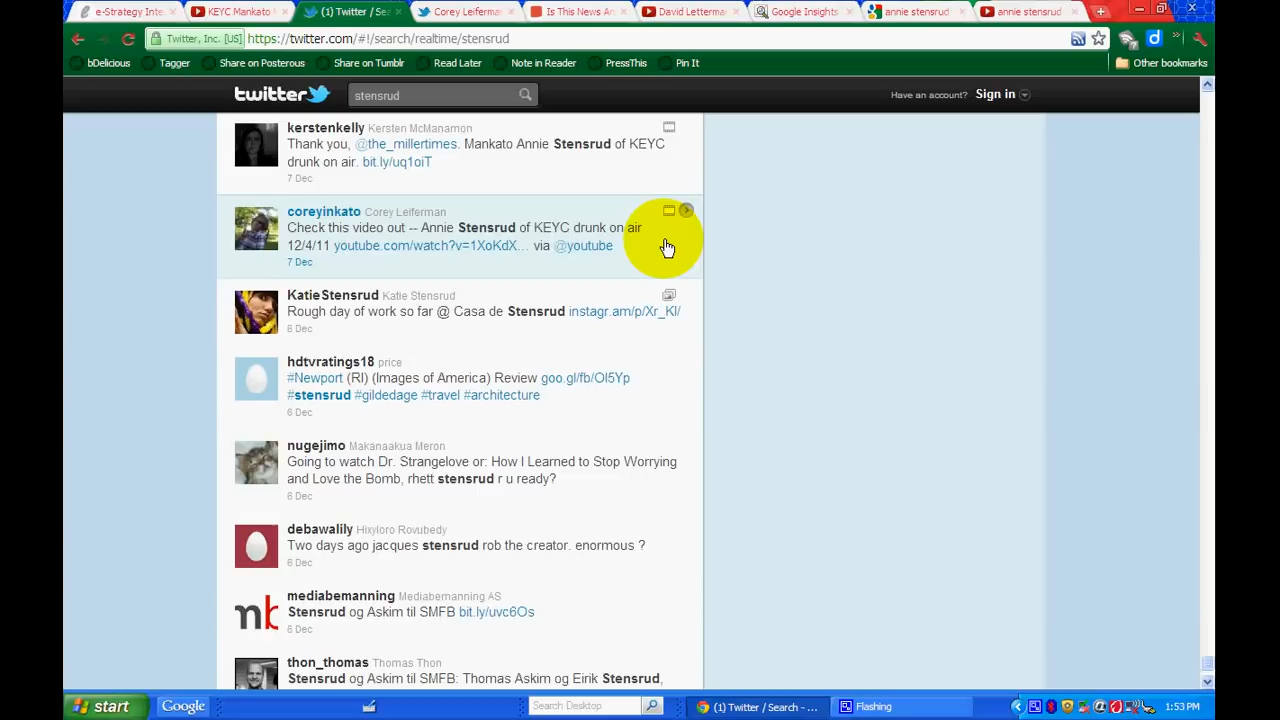 e-Strategy Inte
KEYC Mankato
(1) Twitter / Sea
Corey Leiferman
Is This News An
David Letterma
Google Insights
annie stensrud
annie stensrud
Twitter, Inc. [US]
https://twitter.com/#!/search/realtime/stensrud
bDelicious
Tagger
Share on Posterous
Share on Tumblr
Read Later
Note in Reader
PressThis
Pin It
Other bookmarks
twitter
stensrud
Have an account? Sign in
kerstenkelly Kersten McManamon
Thank you, @the_millertimes. Mankato Annie Stensrud of KEYC
drunk on air. bit.ly/uq1oiT
7 Dec
coreyinkato Corey Leiferman
Check this video out -- Annie Stensrud of KEYC drunk on air
12/4/11 youtube.com/watch?v=1XoKdX... via @youtube
7 Dec
KatieStensrud Katie Stensrud
Rough day of work so far @ Casa de Stensrud instagr.am/p/Xr_Kl/
6 Dec
hdtvratings18 price
#Newport (RI) (Images of America) Review goo.gl/fb/Ol5Yp
#stensrud #gildedage #travel #architecture
6 Dec
nugejimo Makanaakua Meron
Going to watch Dr. Strangelove or: How I Learned to Stop Worrying
and Love the Bomb, rhett stensrud r u ready?
6 Dec
debawalily Hixyloro Rovubedy
Two days ago jacques stensrud rob the creator. enormous ?
6 Dec
mediabemanning Mediabemanning AS
Stensrud og Askim til SMFB bit.ly/uvc6Os
6 Dec
thon_thomas Thomas Thon
Stensrud og Askim til SMFB: Thomas Askim og Eirik Stensrud,
start
Google
Search Desktop
(1) Twitter / Search - ...
Flashing
1:53 PM